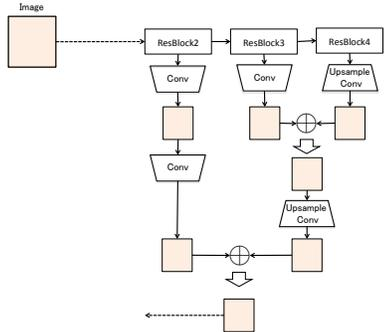 Image
ResBlock2
ResBlock3
ResBlock4
Conv
Conv
Upsample
Conv
Conv
Upsample
Conv